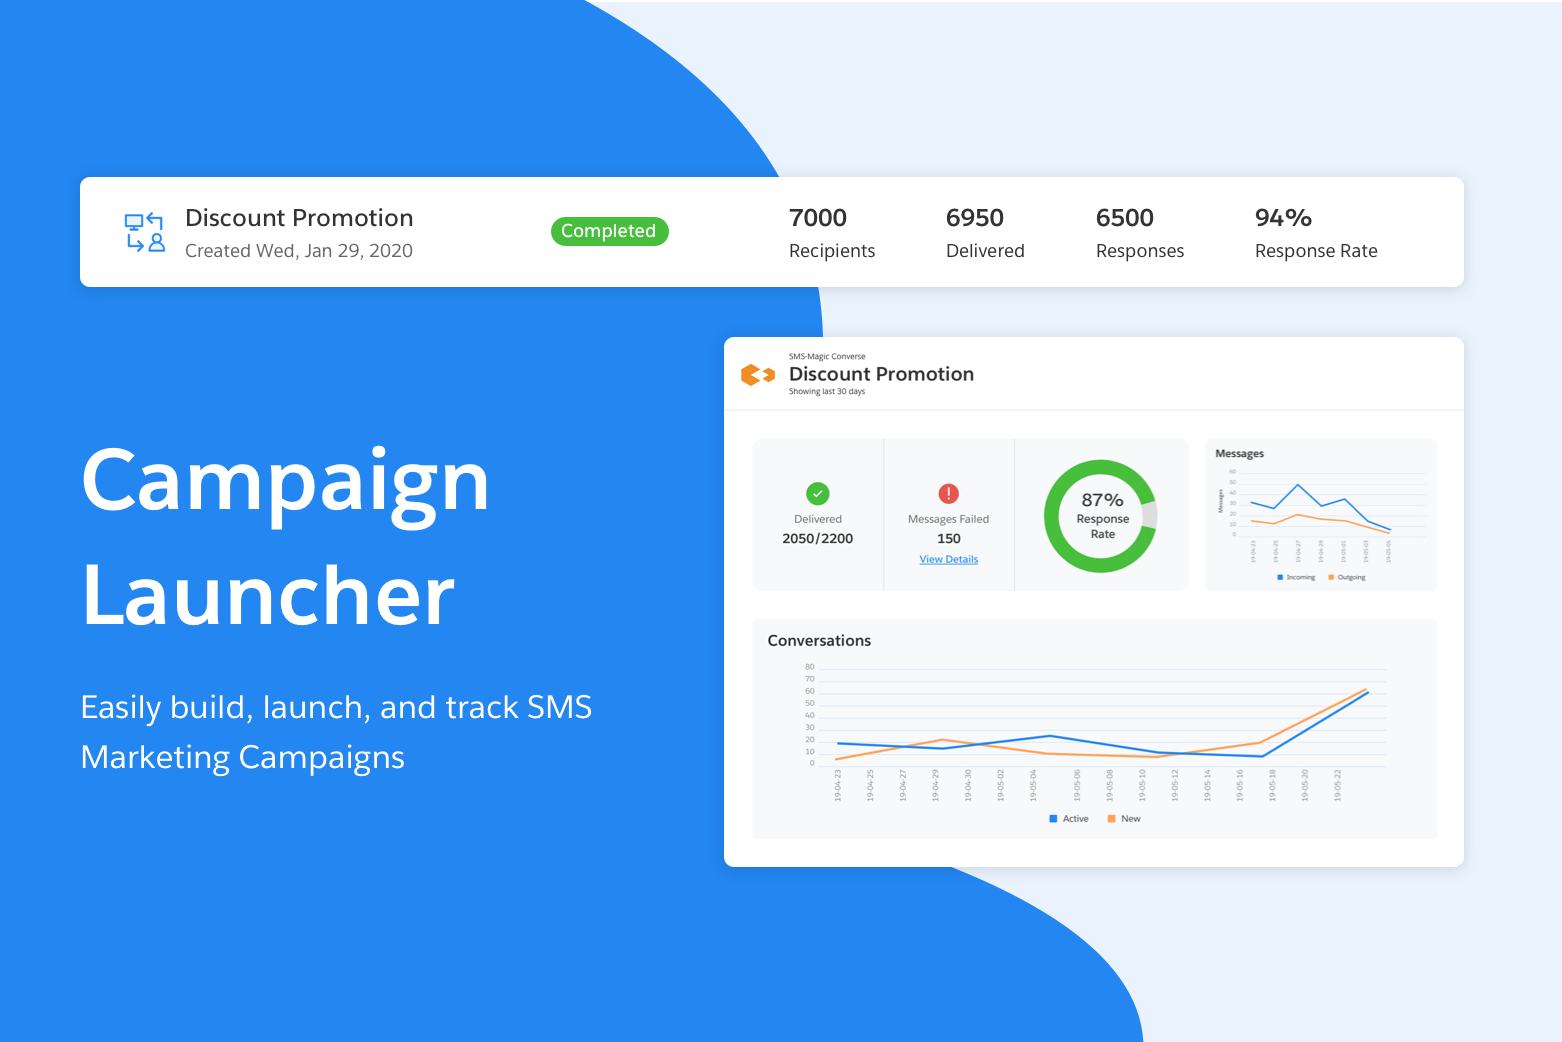 Discount Promotion
Created Wed, Jan 29, 2020
Completed
7000
Recipients
6950
Delivered
6500
Responses
94%
Response Rate
Campaign
Launcher
Easily build, launch, and track SMS
Marketing Campaigns
SMS-Magic Converse
Discount Promotion
Showing last 30 days
Delivered
2050/2200
Messages Failed
150
View Details
87%
Response
Rate
Messages
Messages
60
50
40
30
20
10
0
19-04-23
19-04-25
19-04-27
19-04-29
19-05-01
19-05-03
19-05-05
Incoming
Outgoing
Conversations
80
70
60
50
40
30
20
10
0
19-04-23
19-04-25
19-04-27
19-04-29
19-04-30
19-05-02
19-05-04
19-05-06
19-05-08
19-05-10
19-05-12
19-05-14
19-05-16
19-05-18
19-05-20
19-05-22
Active
New